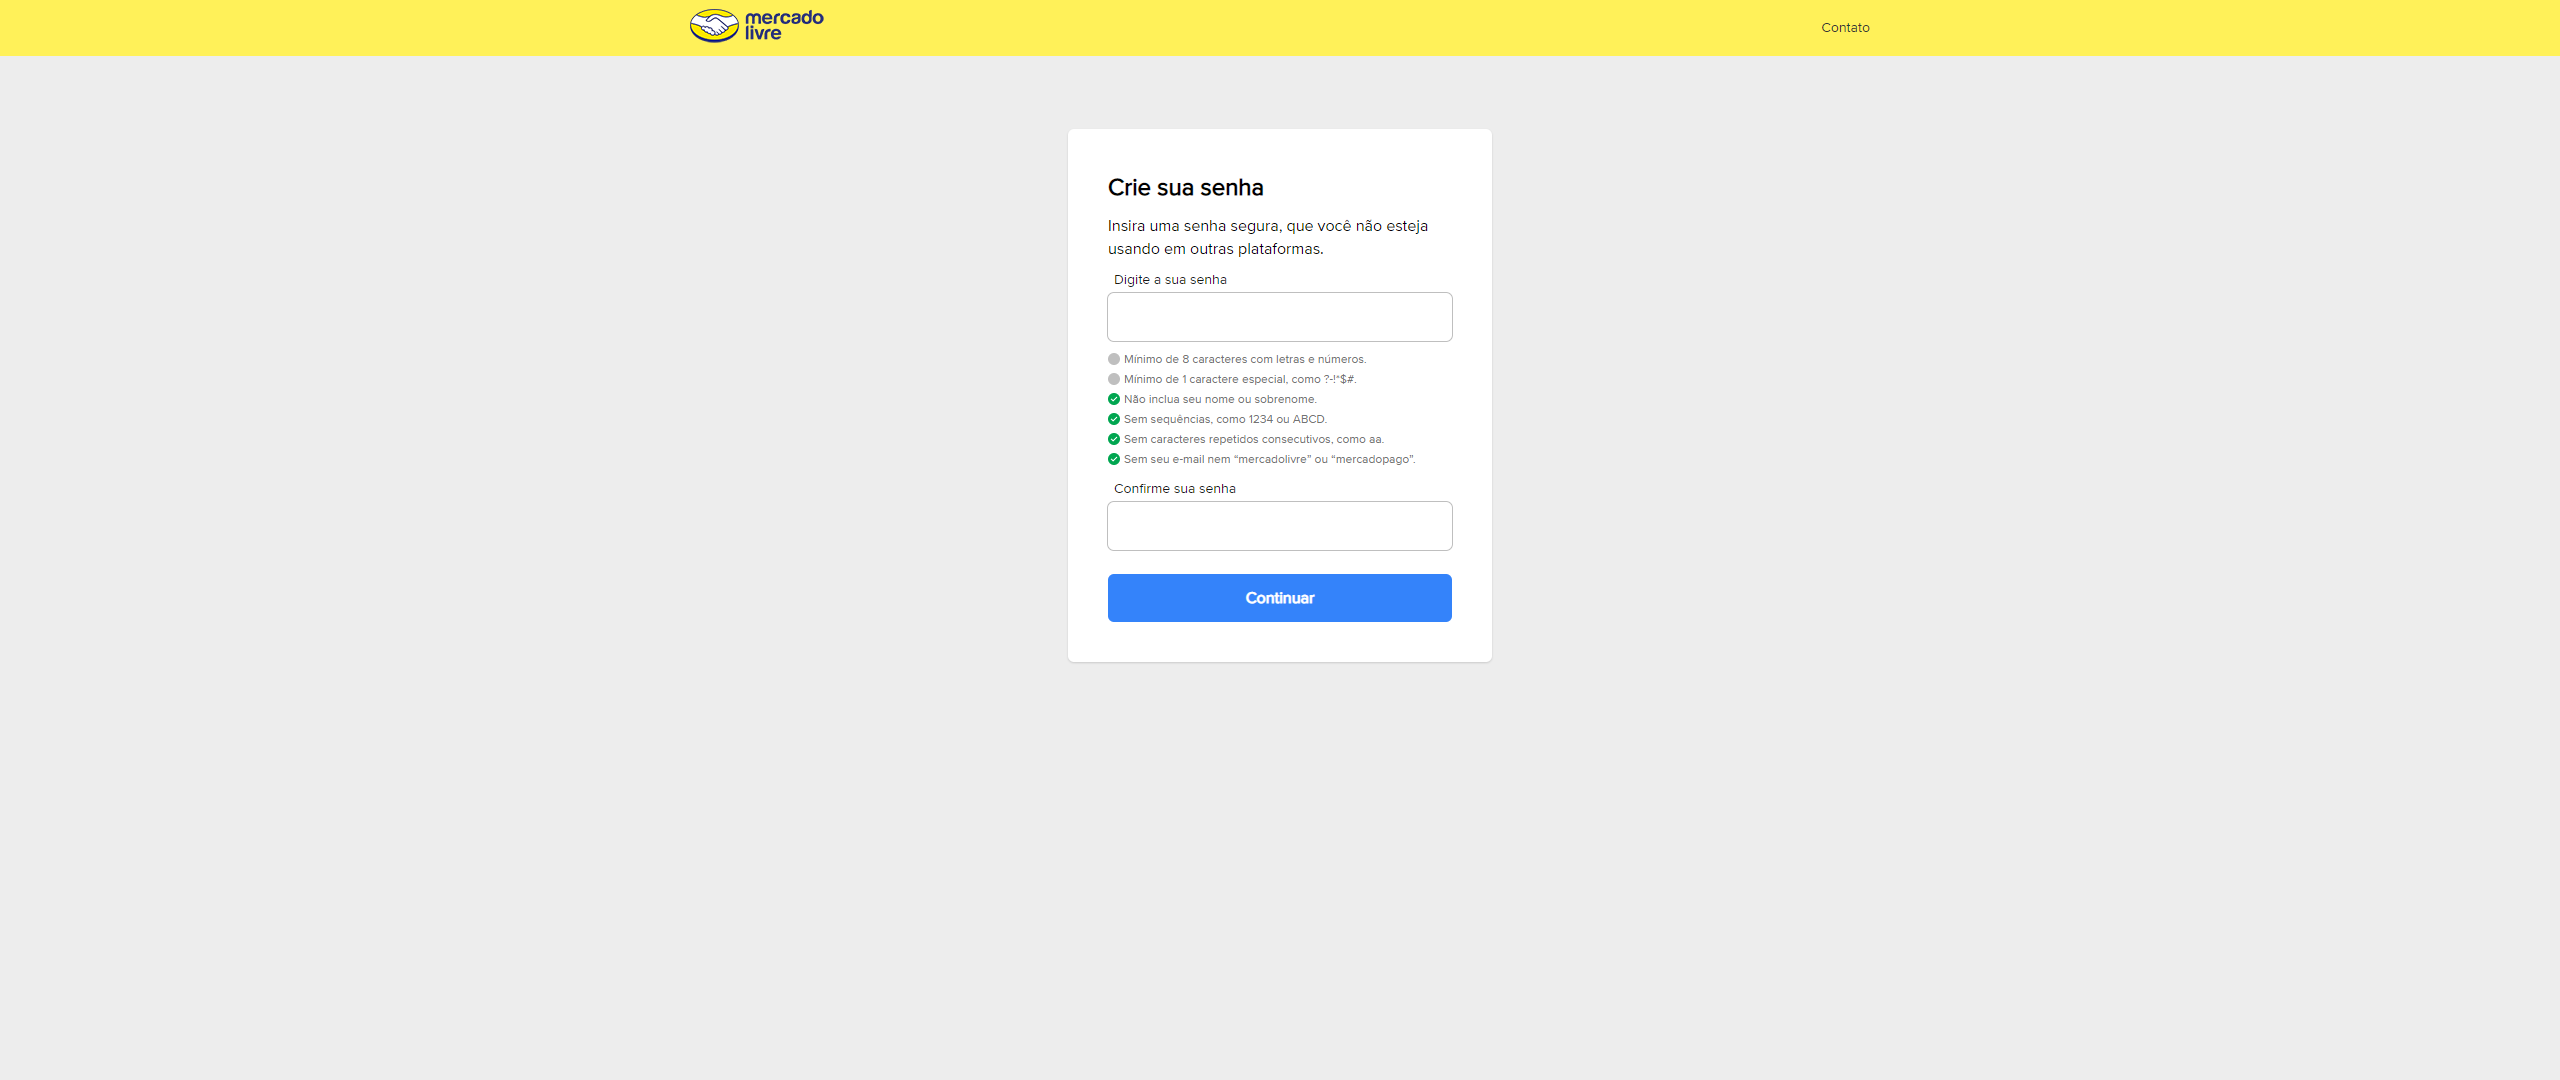 mercado
livre
Contato
Crie sua senha
Insira uma senha segura, que você não esteja
usando em outras plataformas.
Digite a sua senha
Mínimo de 8 caracteres com letras e números.
Mínimo de 1 caractere especial, como ?-!*$#.
Não inclua seu nome ou sobrenome.
Sem sequências, como 1234 ou ABCD.
Sem caracteres repetidos consecutivos, como aa.
Sem seu e-mail nem “mercadolivre” ou “mercadopago”.
Confirme sua senha
Continuar